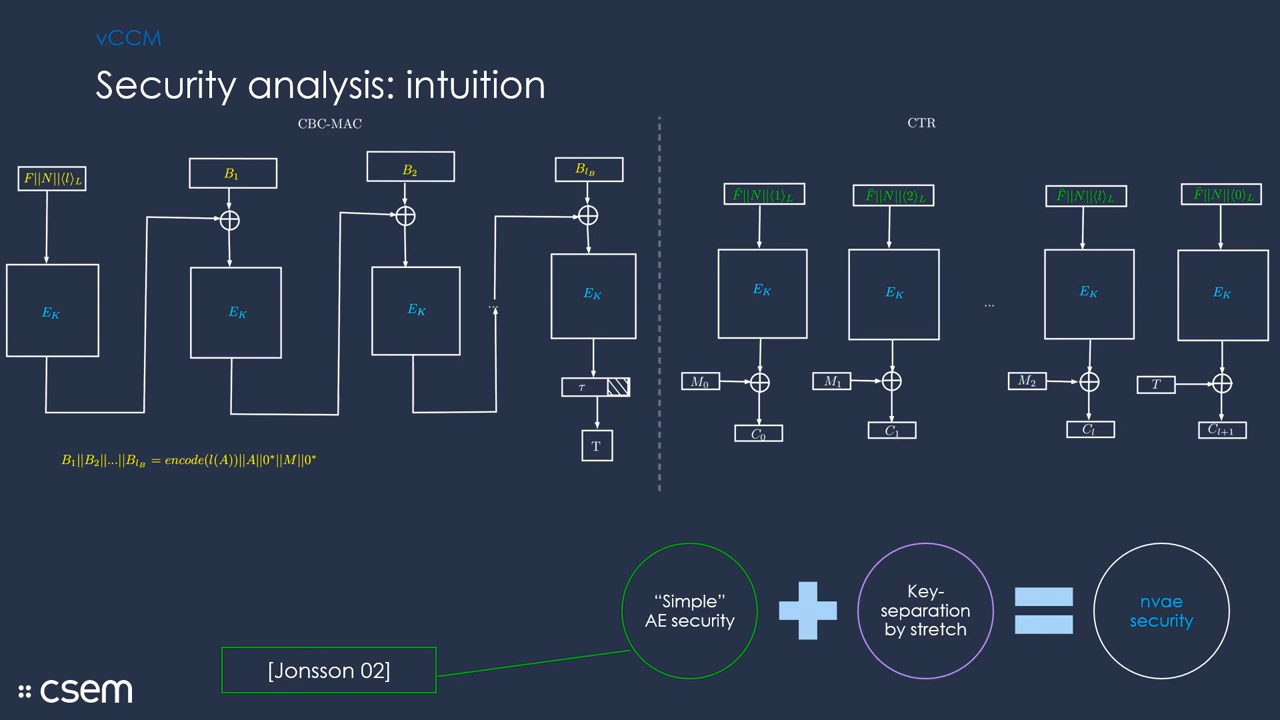 vCCM
Security analysis: intuition
CBC-MAC
F||N||⟨l⟩_L
B_1
B_2
B_{l_B}
E_K
E_K
E_K
...
E_K
τ
T
B_1||B_2||...||B_{l_B} = encode(l(A))||A||0*||M||0*
CTR
F̄||N||⟨1⟩_L
F̄||N||⟨2⟩_L
F̄||N||⟨l⟩_L
F̄||N||⟨0⟩_L
E_K
E_K
...
E_K
E_K
M_0
M_1
M_2
T
C_0
C_1
C_l
C_{l+1}
"Simple"
AE security
Key-
separation
by stretch
nvae
security
[Jonsson 02]
:: csem